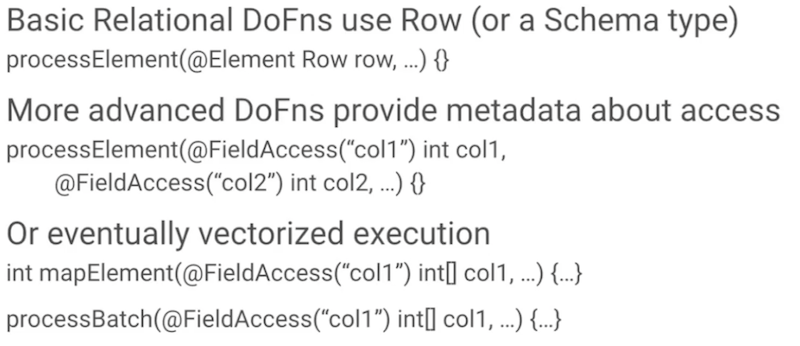 Basic Relational DoFns use Row (or a Schema type)
processElement(@Element Row row, ...) {}
More advanced DoFns provide metadata about access
processElement(@FieldAccess(“col1”) int col1,
@FieldAccess(“col2”) int col2, ...) {}
Or eventually vectorized execution
int mapElement(@FieldAccess(“col1”) int[] col1, ...) {...}
processBatch(@FieldAccess(“col1”) int[] col1, ...) {...}